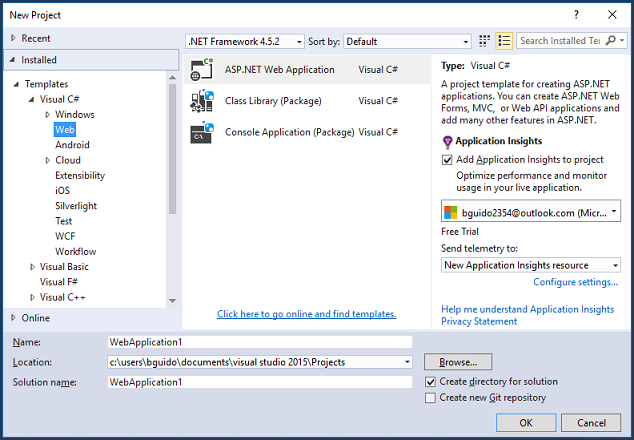 New Project
? ×
Recent
Installed
Templates
Visual C#
Windows
Web
Android
Cloud
Extensibility
iOS
Silverlight
Test
WCF
Workflow
Visual Basic
Visual F#
Visual C++
Online
.NET Framework 4.5.2
Sort by: Default
Search Installed Te
ASP.NET Web Application Visual C#
Class Library (Package) Visual C#
Console Application (Package) Visual C#
Click here to go online and find templates.
Type: Visual C#
A project template for creating ASP.NET
applications. You can create ASP.NET Web
Forms, MVC, or Web API applications and
add many other features in ASP.NET.
Application Insights
Add Application Insights to project
Optimize performance and monitor
usage in your live application.
bguido2354@outlook.com (Micr...
Free Trial
Send telemetry to:
New Application Insights resource
Configure settings...
Help me understand Application Insights
Privacy Statement
Name: WebApplication1
Location: c:\users\bguido\documents\visual studio 2015\Projects
Browse...
Solution name: WebApplication1
Create directory for solution
Create new Git repository
OK
Cancel